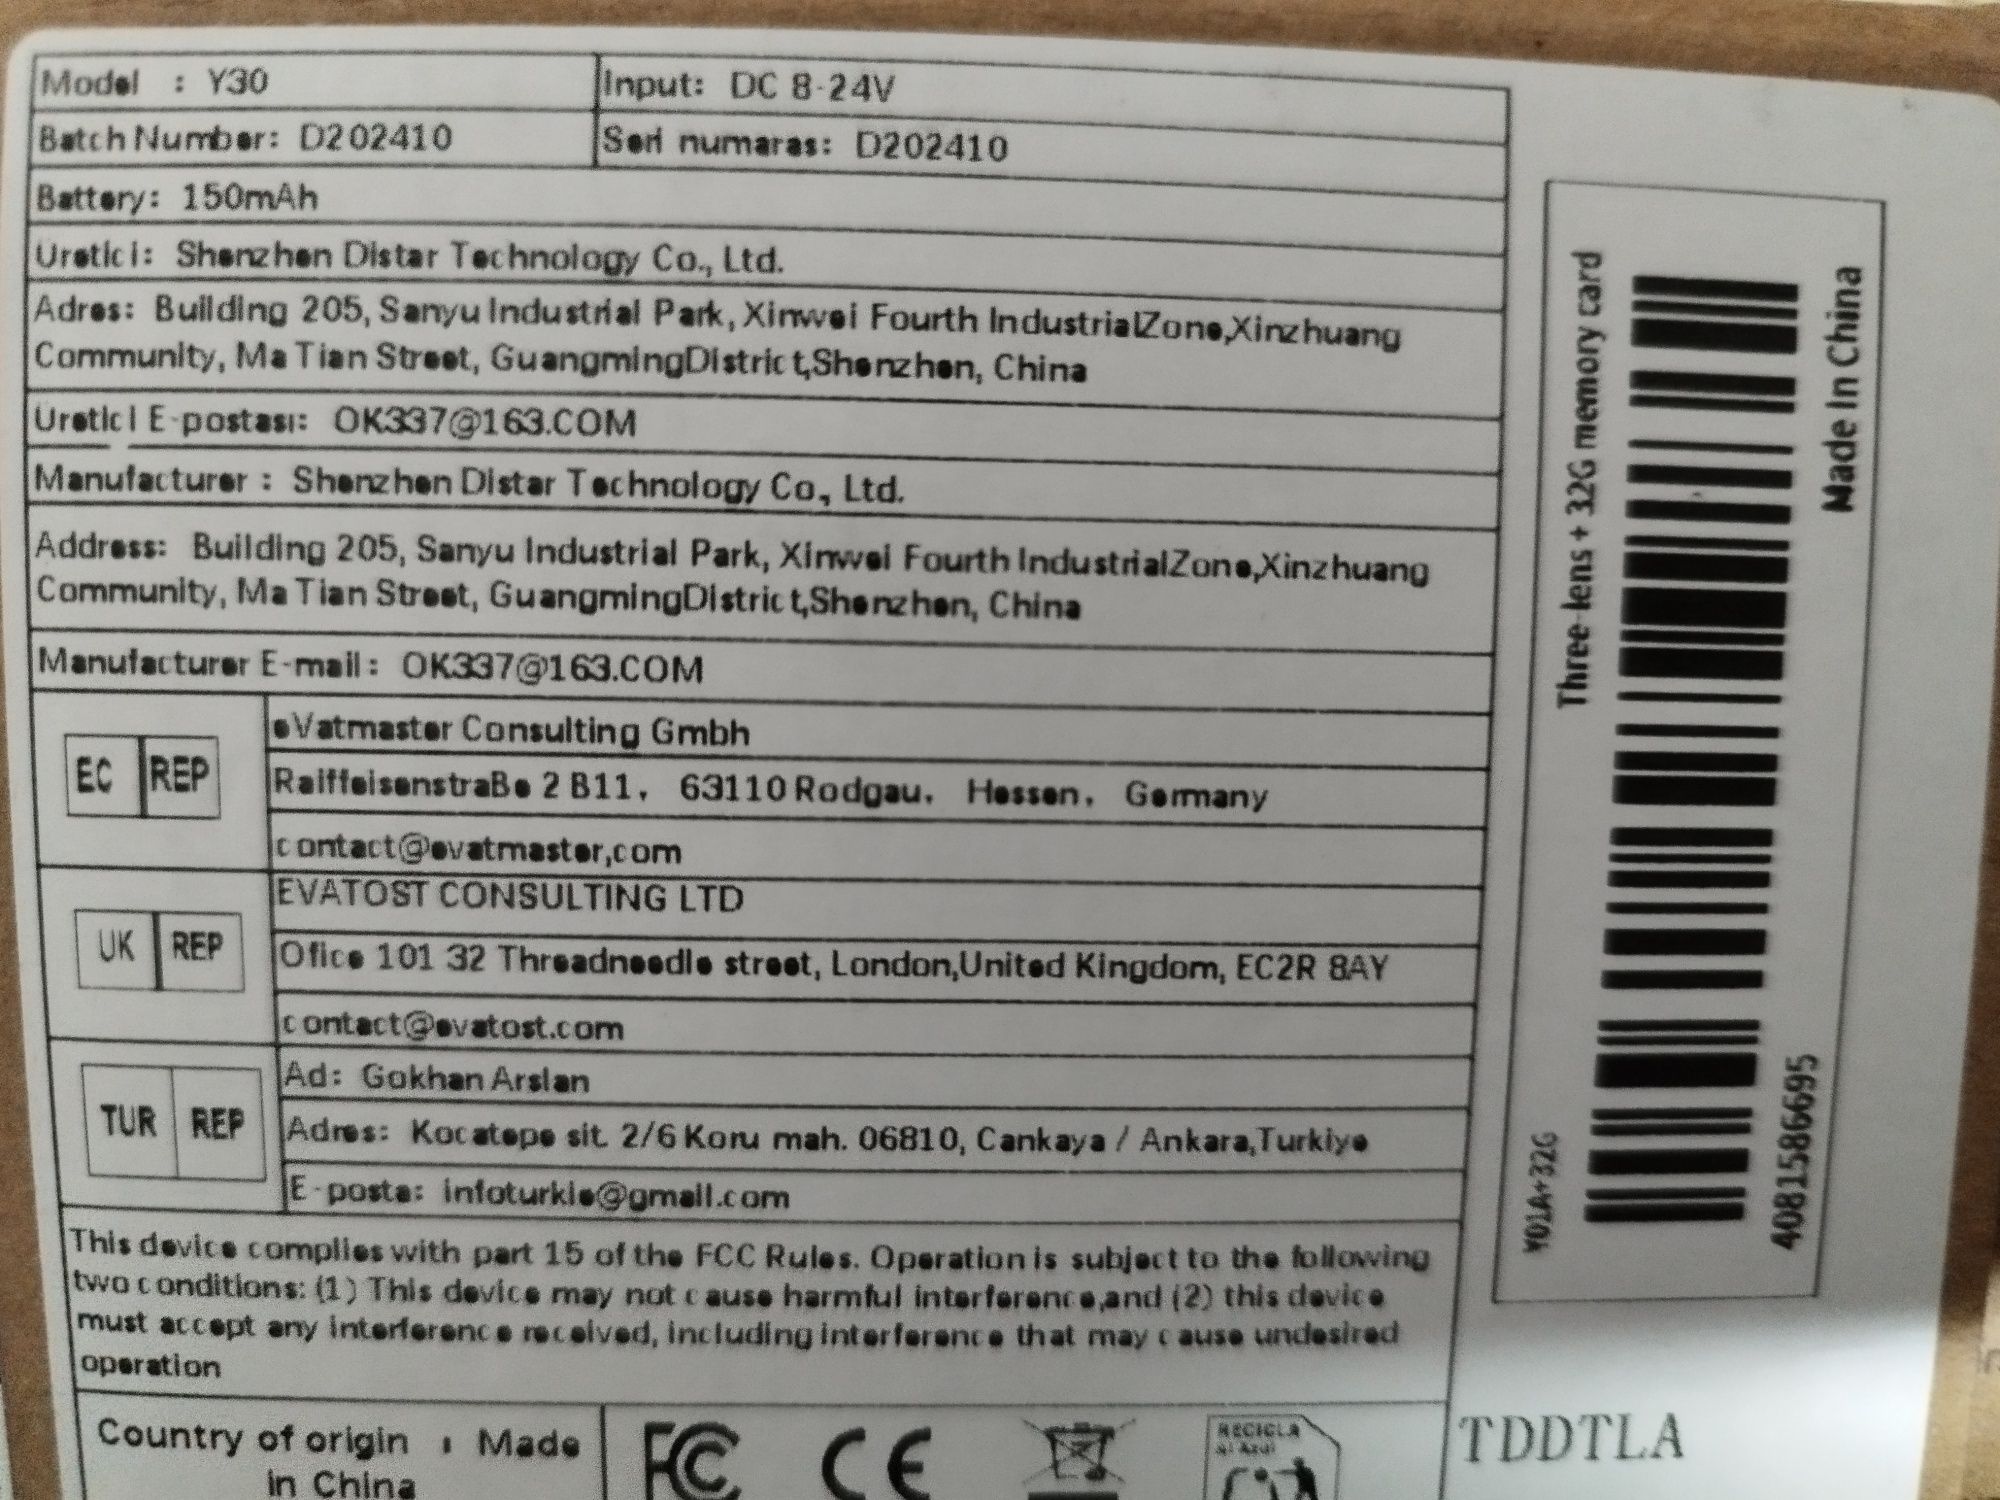 Model : Y30
Input: DC 8-24V
Batch Number: D202410
Seri numaras: D202410
Battery: 150mAh
Uretici: Shenzhen Distar Technology Co., Ltd.
Adres: Building 205, Sanyu Industrial Park, Xinwei Fourth IndustrialZone,Xinzhuang
Community, Ma Tian Street, GuangmingDistrict,Shenzhen, China
Uretici E-postası: OK337@163.COM
Manufacturer : Shenzhen Distar Technology Co., Ltd.
Address: Building 205, Sanyu Industrial Park, Xinwei Fourth IndustrialZone,Xinzhuang
Community, Ma Tian Street, GuangmingDistrict,Shenzhen, China
Manufacturer E-mail: OK337@163.COM
EC REP
eVatmaster Consulting Gmbh
RaiffeisenstraBe 2 B11, 63110 Rodgau, Hessen, Germany
contact@evatmaster,com
UK REP
EVATOST CONSULTING LTD
Ofice 101 32 Threadneedle street, London,United Kingdom, EC2R 8AY
contact@evatost.com
TUR REP
Ad: Gokhan Arslan
Adres: Kocatepe sit. 2/6 Koru mah. 06810, Cankaya / Ankara,Turkiye
E-posta: infoturkie@gmail.com
This device complies with part 15 of the FCC Rules. Operation is subject to the following
two conditions: (1) This device may not cause harmful interference,and (2) this device
must accept any interference received, including interference that may cause undesired
operation
Country of origin : Made
in China
FC
CE
RECICLA
al Azul
TDDTLA
Three-lens + 32G memory card
Y01A+32G
4081586695
Made In China